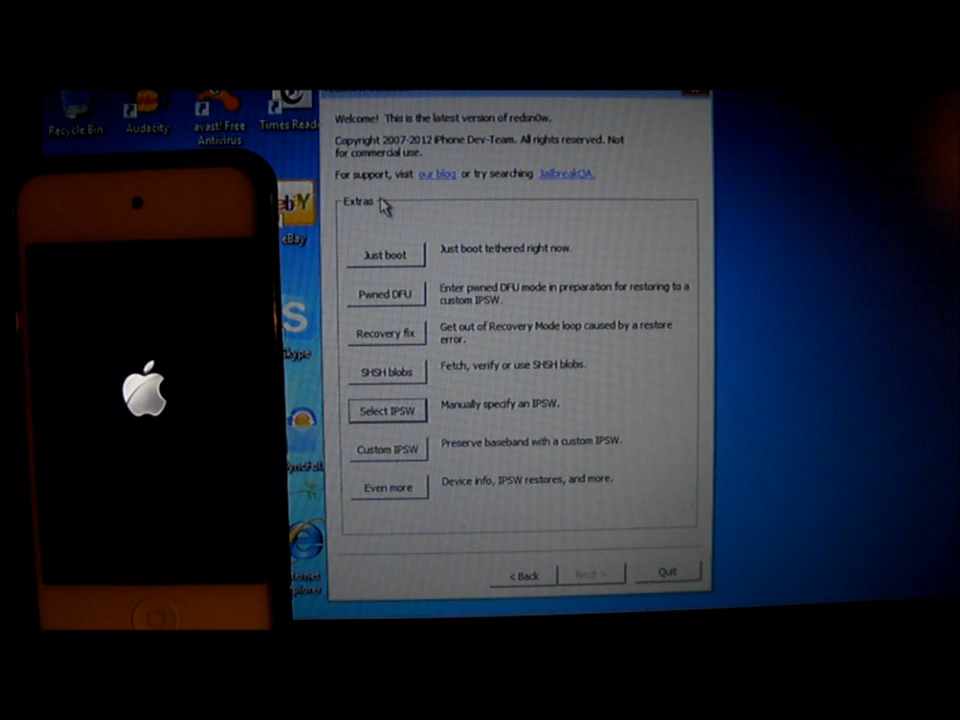 Recycle Bin
Audacity
avast! Free
Antivirus
Times Read
eBay
Skype
SyncFol
Internet
Explorer
Welcome! This is the latest version of redsn0w.
Copyright 2007-2012 iPhone Dev-Team. All rights reserved. Not
for commercial use.
For support, visit our blog or try searching JailbreakQA.
Extras
Just boot
Just boot tethered right now.
Pwned DFU
Enter pwned DFU mode in preparation for restoring to a
custom IPSW.
Recovery fix
Get out of Recovery Mode loop caused by a restore
error.
SHSH blobs
Fetch, verify or use SHSH blobs.
Select IPSW
Manually specify an IPSW.
Custom IPSW
Preserve baseband with a custom IPSW.
Even more
Device info, IPSW restores, and more.
< Back
Next >
Quit